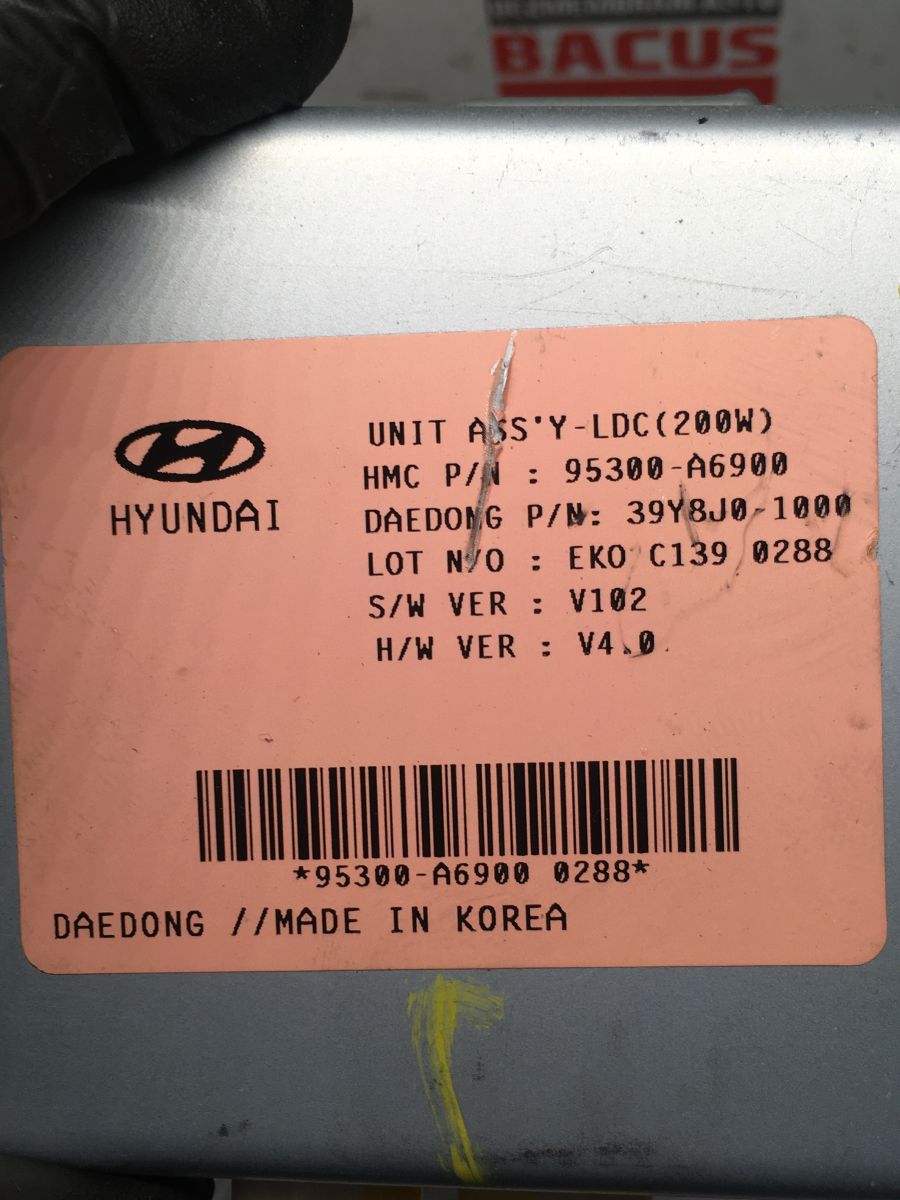 BACUS
HYUNDAI
UNIT ASS'Y-LDC(200W)
HMC P/N : 95300-A6900
DAEDONG P/N: 39Y8J0-1000
LOT N/O : EKO C139 0288
S/W VER : V102
H/W VER : V4.0
*95300-A6900 0288*
DAEDONG //MADE IN KOREA